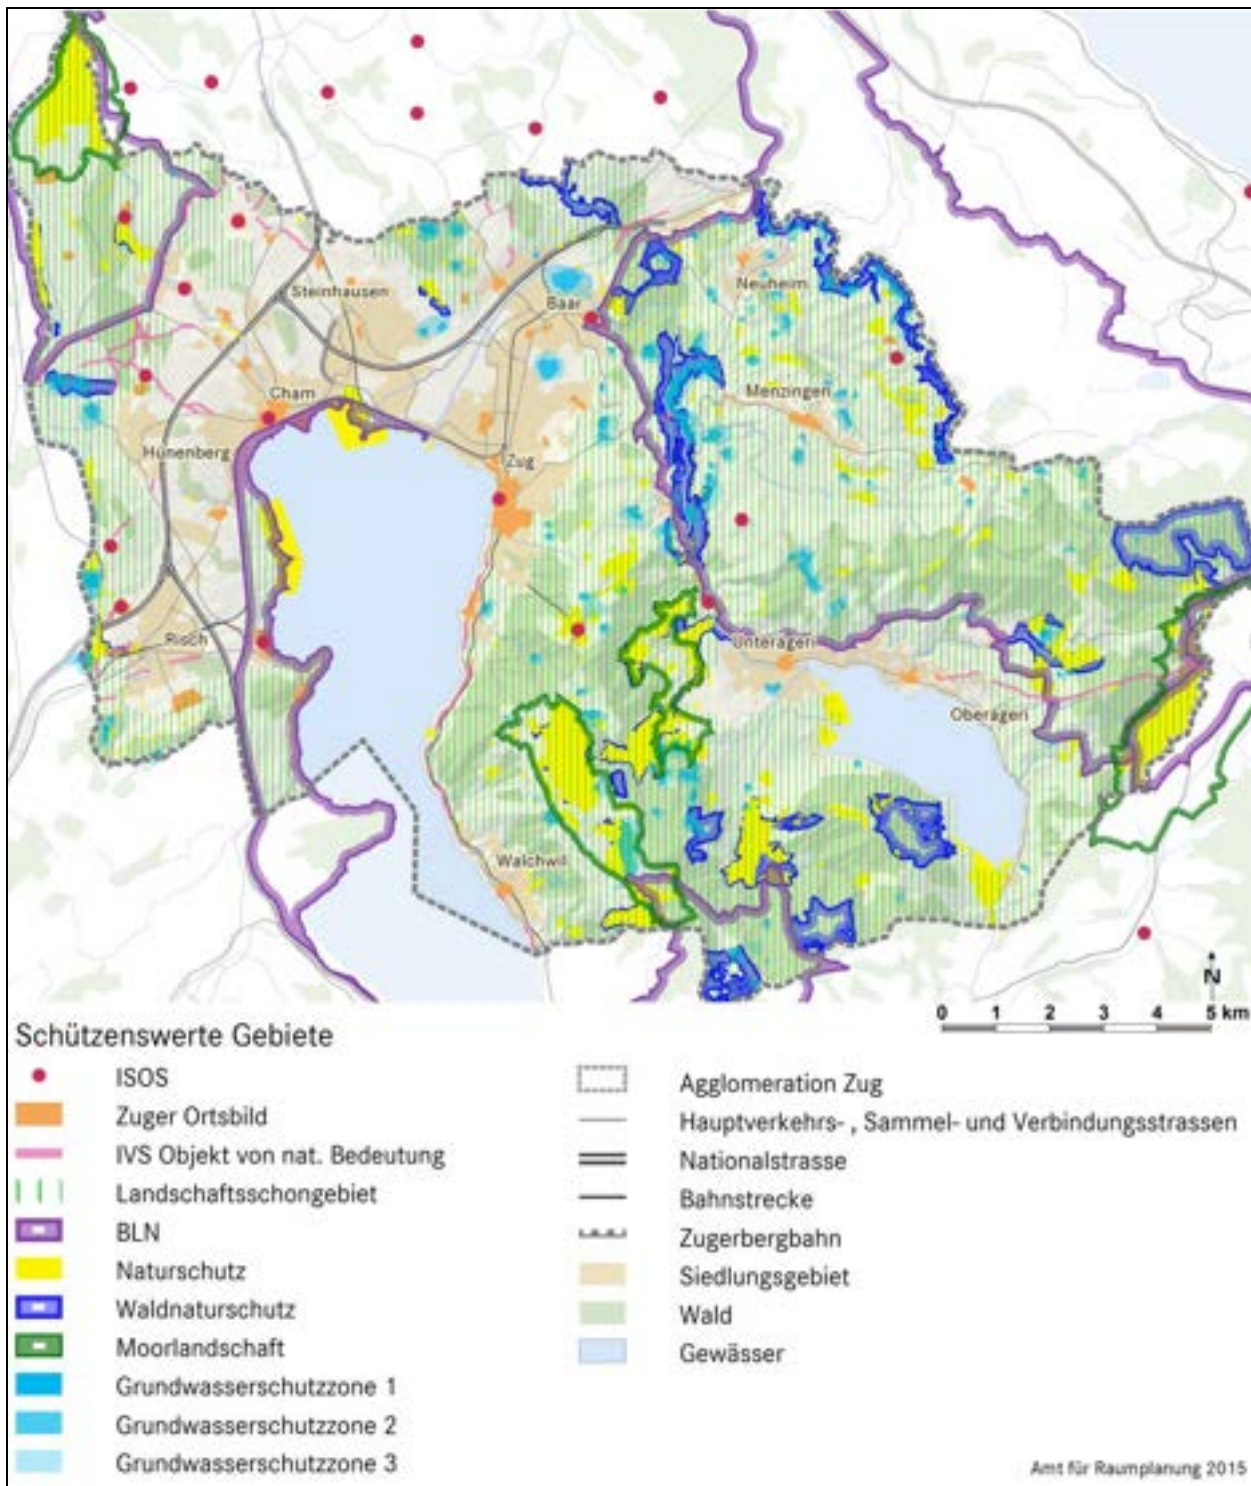 Steinhausen
Baar
Neuheim
Cham
Menzingen
Hünenberg
Zug
Risch
Unterägeri
Oberägeri
Walchwil
N
0 1 2 3 4 5 km
Schützenswerte Gebiete
ISOS
Zuger Ortsbild
IVS Objekt von nat. Bedeutung
Landschaftsschongebiet
BLN
Naturschutz
Waldnaturschutz
Moorlandschaft
Grundwasserschutzzone 1
Grundwasserschutzzone 2
Grundwasserschutzzone 3
Agglomeration Zug
Hauptverkehrs- , Sammel- und Verbindungsstrassen
Nationalstrasse
Bahnstrecke
Zugerbergbahn
Siedlungsgebiet
Wald
Gewässer
Amt für Raumplanung 2015